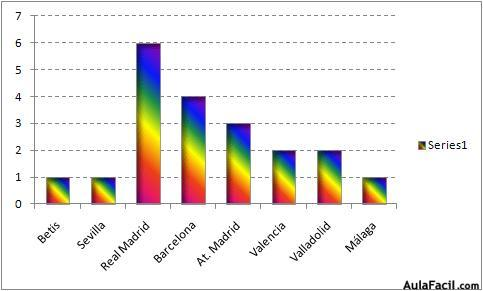 7
6
5
4
3
2
1
0
Betis
Sevilla
Real Madrid
Barcelona
At. Madrid
Valencia
Valladolid
Málaga
Series1
AulaFacil.com